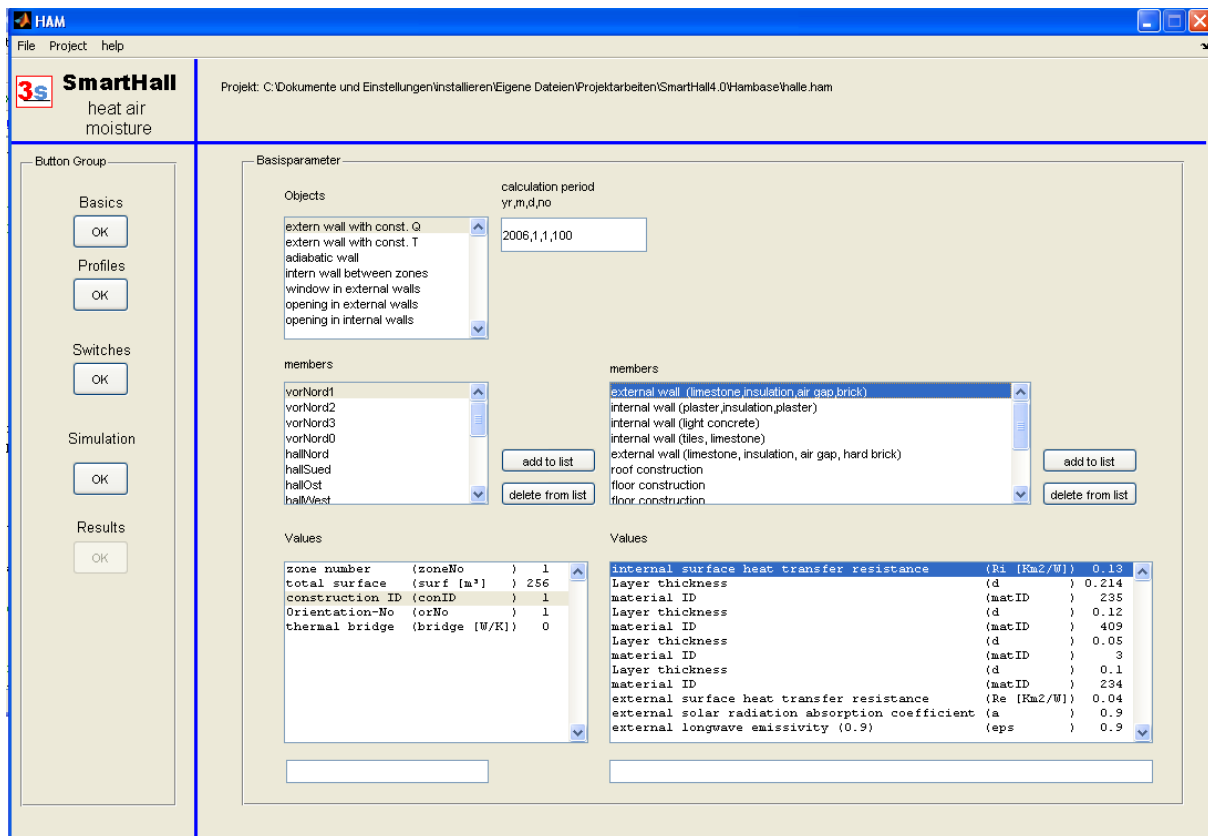 HAM
File Project help
3s
SmartHall
heat air
moisture
Projekt: C:\Dokumente und Einstellungen\installieren\Eigene Dateien\Projektarbeiten\SmartHall4.0\Hambase\halle.ham
Button Group
Basics
OK
Profiles
OK
Switches
OK
Simulation
OK
Results
OK
Basisparameter
Objects
extern wall with const. Q
extern wall with const. T
adiabatic wall
intern wall between zones
window in external walls
opening in external walls
opening in internal walls
calculation period
yr,m,d,no
2006,1,1,100
members
vorNord1
vorNord2
vorNord3
vorNord0
hallNord
hallSued
hallOst
hallWest
add to list
delete from list
members
external wall (limestone,insulation,air gap,brick)
internal wall (plaster,insulation,plaster)
internal wall (light concrete)
internal wall (tiles, limestone)
external wall (limestone, insulation, air gap, hard brick)
roof construction
floor construction
floor construction
add to list
delete from list
Values
zone number (zoneNo ) 1
total surface (surf [m³] ) 256
construction ID (conID ) 1
Orientation-No (orNo ) 1
thermal bridge (bridge [W/K]) 0
Values
internal surface heat transfer resistance (Ri [Km2/W]) 0.13
Layer thickness (d ) 0.214
material ID (matID ) 235
Layer thickness (d ) 0.12
material ID (matID ) 409
Layer thickness (d ) 0.05
material ID (matID ) 3
Layer thickness (d ) 0.1
material ID (matID ) 234
external surface heat transfer resistance (Re [Km2/W]) 0.04
external solar radiation absorption coefficient (a ) 0.9
external longwave emissivity (0.9) (eps ) 0.9